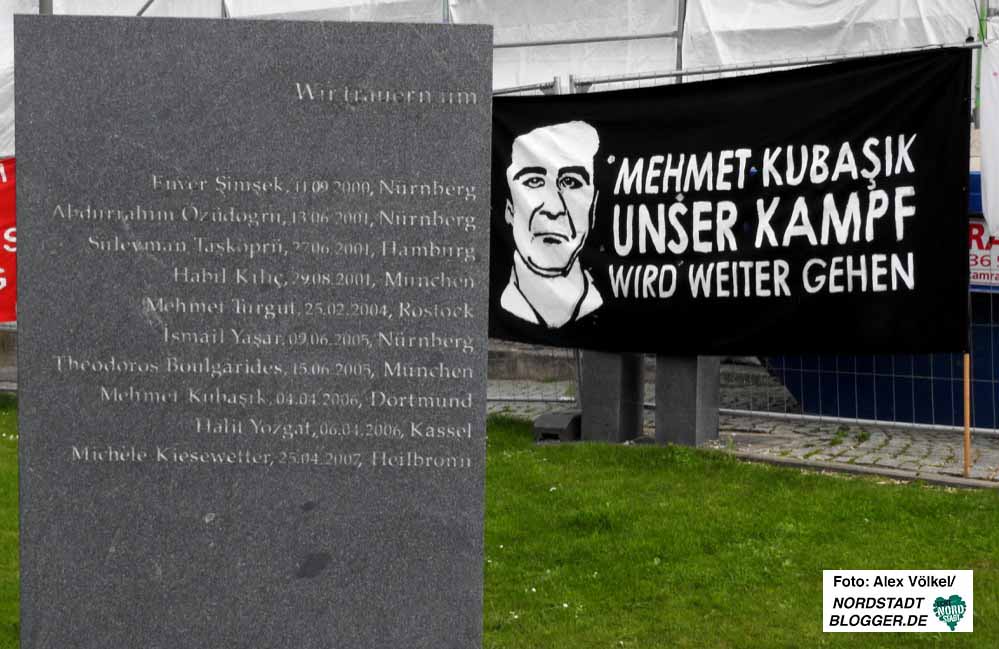 Wir trauern um
Enver Şimşek, 11.09.2000, Nürnberg
Abdurrahim Özüdoğru, 13.06.2001, Nürnberg
Süleyman Taşköprü, 27.06.2001, Hamburg
Habil Kılıç, 29.08.2001, München
Mehmet Turgut, 25.02.2004, Rostock
İsmail Yaşar, 09.06.2005, Nürnberg
Theodoros Boulgarides, 15.06.2005, München
Mehmet Kubaşık, 04.04.2006, Dortmund
Halit Yozgat, 06.04.2006, Kassel
Michèle Kiesewetter, 25.04.2007, Heilbronn
MEHMET KUBAŞIK
UNSER KAMPF
WIRD WEITER GEHEN
Foto: Alex Völkel/
NORDSTADT
BLOGGER.DE
NORD
STADT